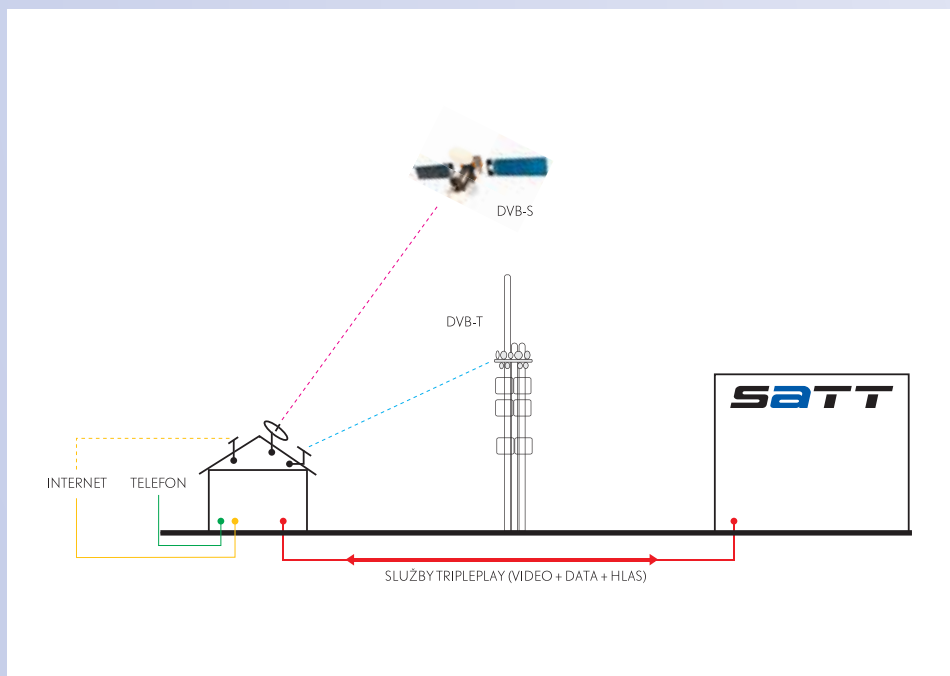 DVB-S
DVB-T
SATT
INTERNET
TELEFON
SLUŽBY TRIPLEPLAY (VIDEO + DATA + HLAS)